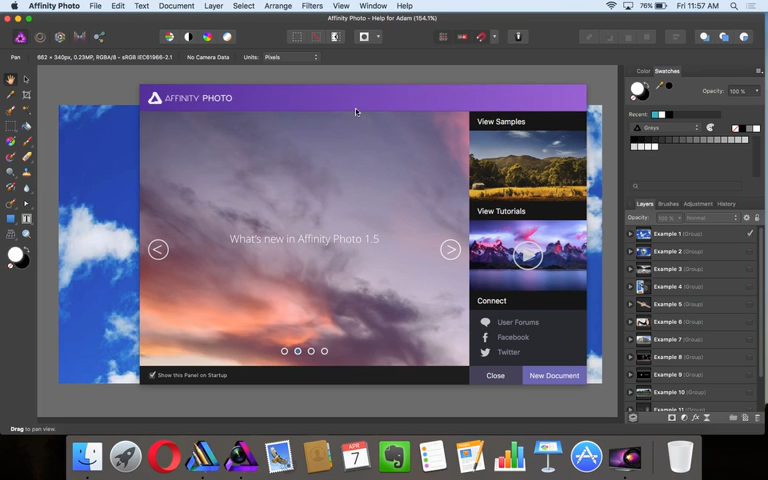 Affinity Photo File Edit Text Document Layer Select Arrange Filters View Window Help 76% Fri 11:57 AM
Affinity Photo - Help for Adam (154.1%)
Pan 662 × 340px, 0.23MP, RGBA/8 - sRGB IEC61966-2.1 No Camera Data Units: Pixels
Color Swatches
Opacity: 100 %
Recent:
Greys
AFFINITY PHOTO
View Samples
View Tutorials
What's new in Affinity Photo 1.5
Connect
User Forums
Facebook
Twitter
Show this Panel on Startup
Close New Document
Layers Brushes Adjustment History
Opacity: 100 % Normal
Example 1 (Group)
Example 2 (Group)
Example 3 (Group)
Example 4 (Group)
Example 5 (Group)
Example 6 (Group)
Example 7 (Group)
Example 8 (Group)
Example 9 (Group)
Example 10 (Group)
Example 11 (Group)
Drag to pan view.
APR
7